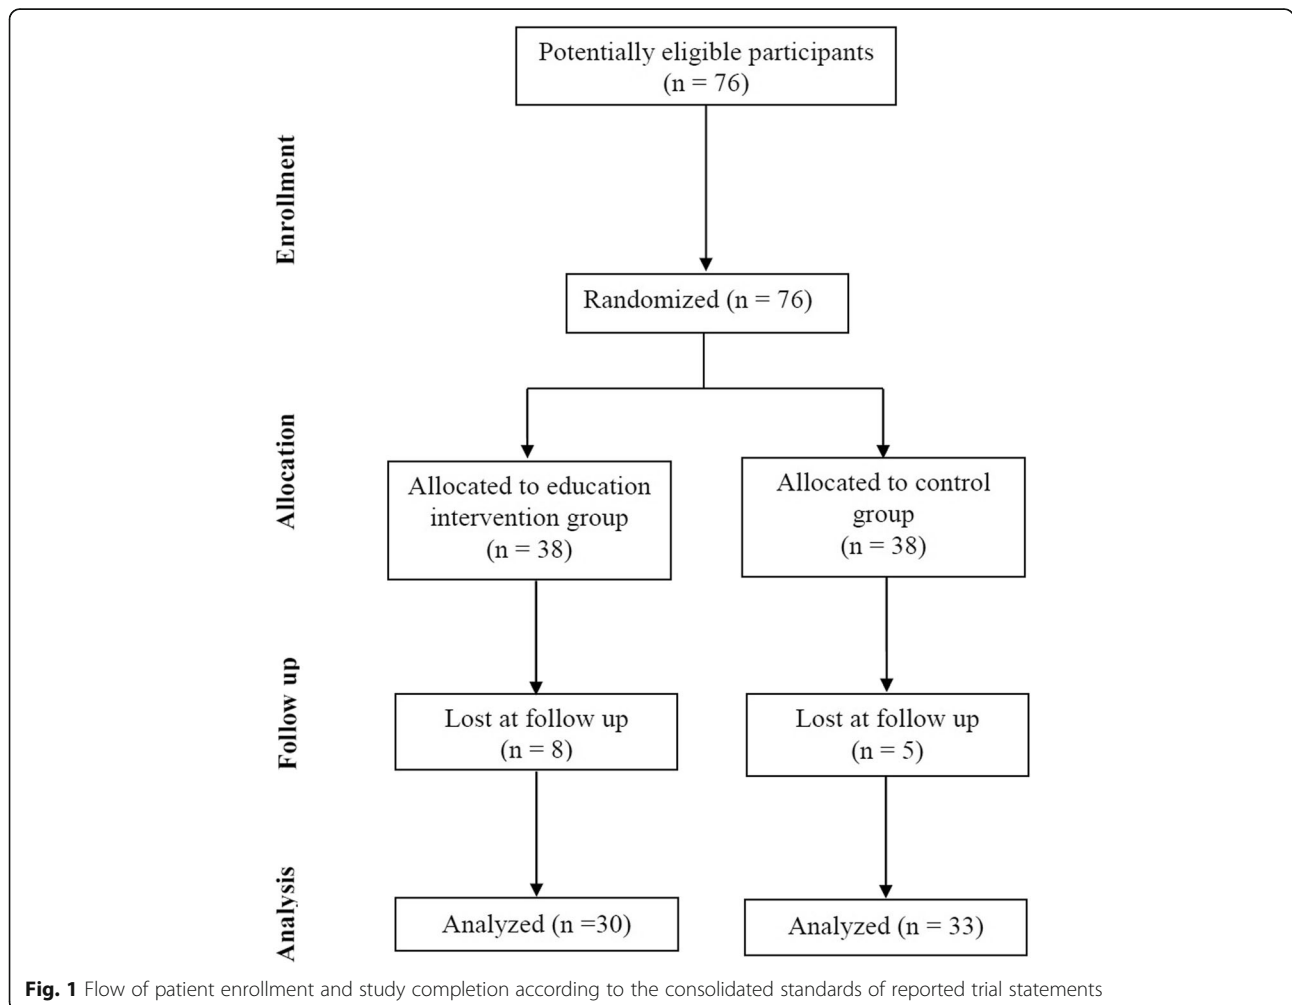 Potentially eligible participants
(n = 76)
Enrollment
Randomized (n = 76)
Allocation
Allocated to education
intervention group
(n = 38)
Allocated to control
group
(n = 38)
Follow up
Lost at follow up
(n = 8)
Lost at follow up
(n = 5)
Analysis
Analyzed (n =30)
Analyzed (n = 33)
Fig. 1 Flow of patient enrollment and study completion according to the consolidated standards of reported trial statements